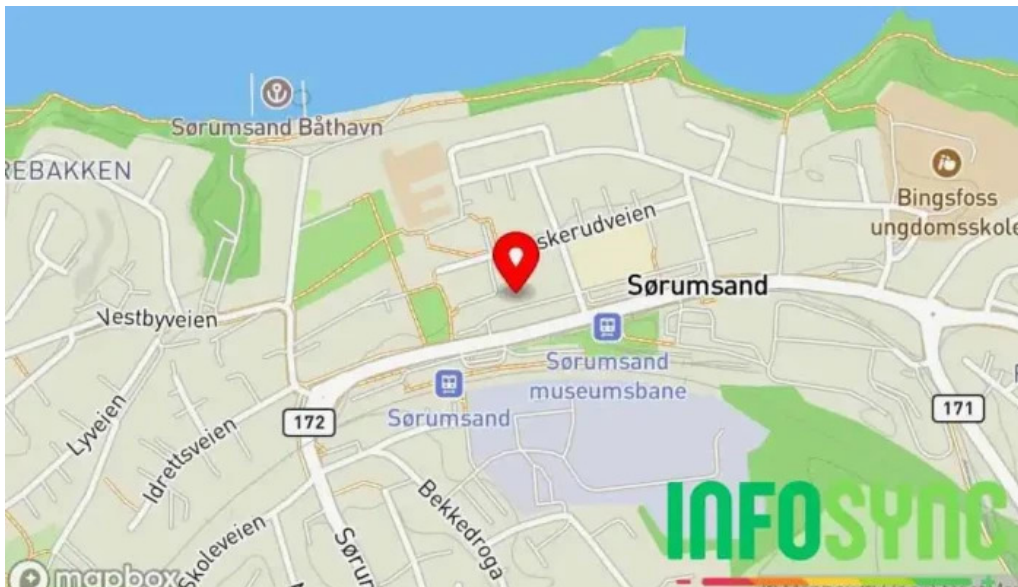 Sørumsand Båthavn
REBAKKEN
Bingsfoss
ungdomsskole
skerudveien
Sørumsand
Vestbyveien
Sørumsand
museumsbane
Sørumsand
172
171
Lyveien
Idrettsveien
Bekkedroga
Skoleveien
Sørur
INFOSYNC
mapbox